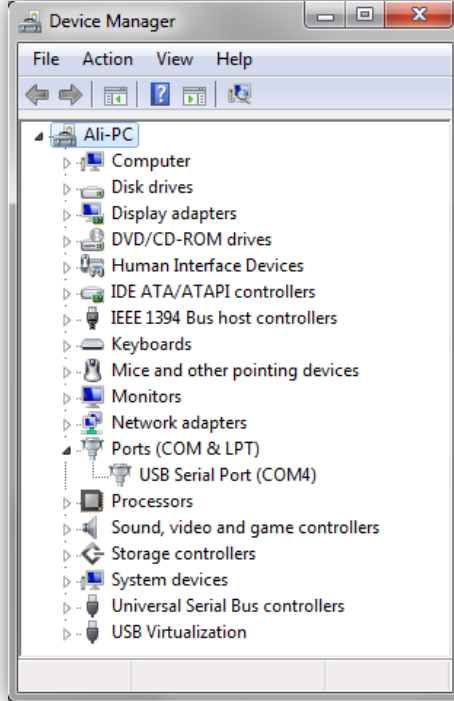 Device Manager
File Action View Help
Ali-PC
Computer
Disk drives
Display adapters
DVD/CD-ROM drives
Human Interface Devices
IDE ATA/ATAPI controllers
IEEE 1394 Bus host controllers
Keyboards
Mice and other pointing devices
Monitors
Network adapters
Ports (COM & LPT)
USB Serial Port (COM4)
Processors
Sound, video and game controllers
Storage controllers
System devices
Universal Serial Bus controllers
USB Virtualization